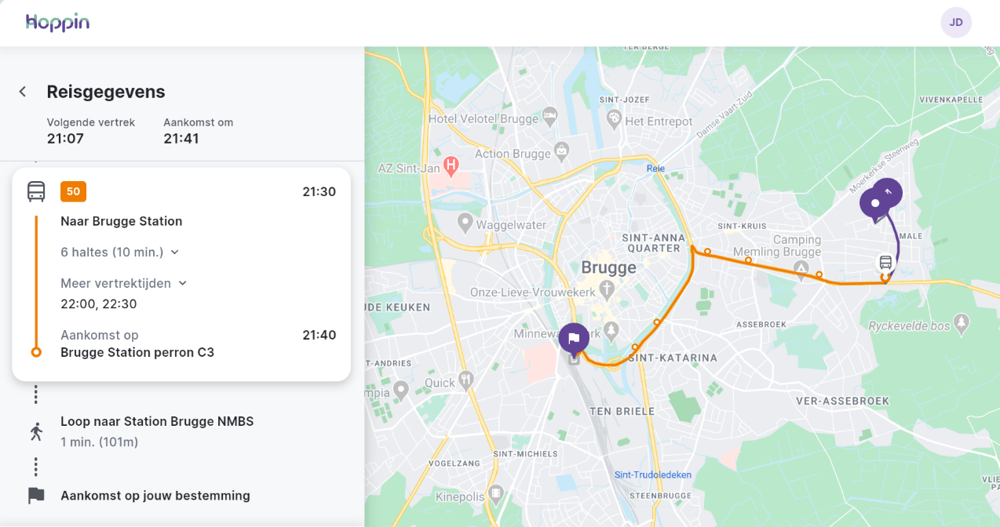 hoppin
JD
Reisgegevens
Volgende vertrek
21:07
Aankomst om
21:41
50
21:30
Naar Brugge Station
6 haltes (10 min.)
Meer vertrektijden
22:00, 22:30
Aankomst op
21:40
Brugge Station perron C3
Loop naar Station Brugge NMBS
1 min. (101m)
Aankomst op jouw bestemming
TER BERGE
SINT-JOZEF
VIVENKAPELLE
Hotel Velotel Brugge
Het Entrepot
Damse Vaart-Zuid
Action Brugge
Moerkerkse Steenweg
AZ Sint-Jan
H
Reie
Waggelwater
SINT-KRUIS
MALE
SINT-ANNA
QUARTER
Camping
Memling Brugge
Brugge
Onze-Lieve-Vrouwekerk
DE KEUKEN
ASSEBROEK
Ryckevelde bos
Minnew
rk
SINT-KATARINA
T-ANDRIES
Quick
mpia
VER-ASSEBROEK
TEN BRIELE
SINT-MICHIELS
VOGELZANG
Sint-Trudoledeken
STEENBRUGGE
Kinepolis
VLIE
PA